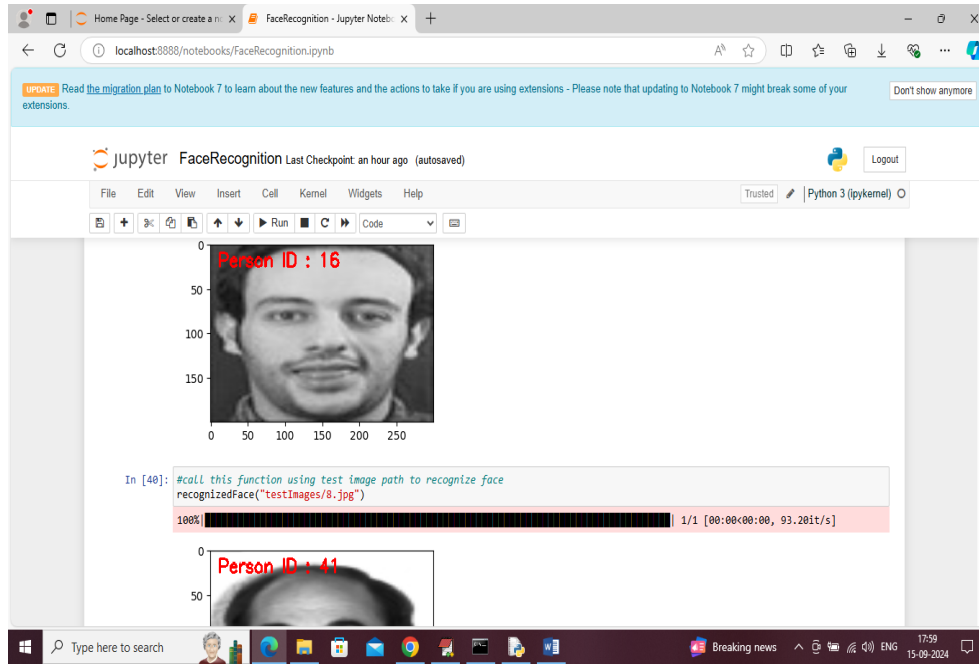 Home Page - Select or create a n
FaceRecognition - Jupyter Notebo
localhost:8888/notebooks/FaceRecognition.ipynb
UPDATE Read the migration plan to Notebook 7 to learn about the new features and the actions to take if you are using extensions - Please note that updating to Notebook 7 might break some of your
extensions.
Don't show anymore
jupyter FaceRecognition Last Checkpoint: an hour ago (autosaved)
Logout
File Edit View Insert Cell Kernel Widgets Help
Trusted Python 3 (ipykernel)
Run Code
Person ID : 16
0
50
100
150
0 50 100 150 200 250
In [40]: #call this function using test image path to recognize face
recognizedFace("testImages/8.jpg")
100%| | 1/1 [00:00<00:00, 93.20it/s]
Person ID : 41
0
50
Type here to search
Breaking news
ENG
17:59
15-09-2024